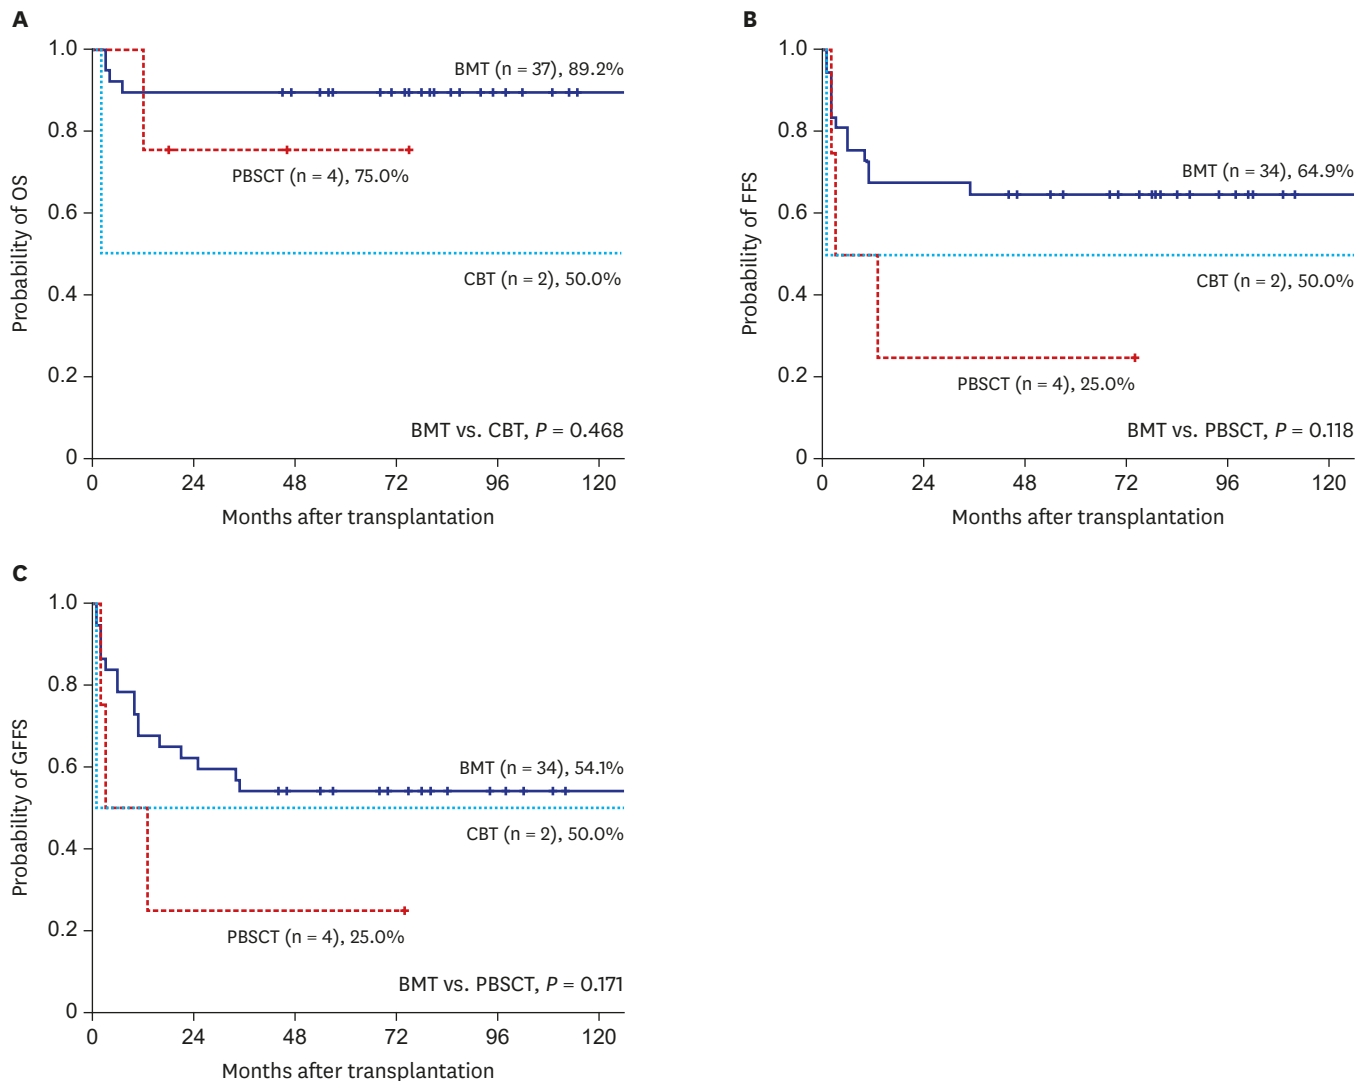 A
Probability of OS
1.0
0.8
0.6
0.4
0.2
0
BMT (n = 37), 89.2%
PBSCT (n = 4), 75.0%
CBT (n = 2), 50.0%
BMT vs. CBT, P = 0.468
0 24 48 72 96 120
Months after transplantation
B
Probability of FFS
1.0
0.8
0.6
0.4
0.2
0
BMT (n = 34), 64.9%
CBT (n = 2), 50.0%
PBSCT (n = 4), 25.0%
BMT vs. PBSCT, P = 0.118
0 24 48 72 96 120
Months after transplantation
C
Probability of GFFS
1.0
0.8
0.6
0.4
0.2
0
BMT (n = 34), 54.1%
CBT (n = 2), 50.0%
PBSCT (n = 4), 25.0%
BMT vs. PBSCT, P = 0.171
0 24 48 72 96 120
Months after transplantation